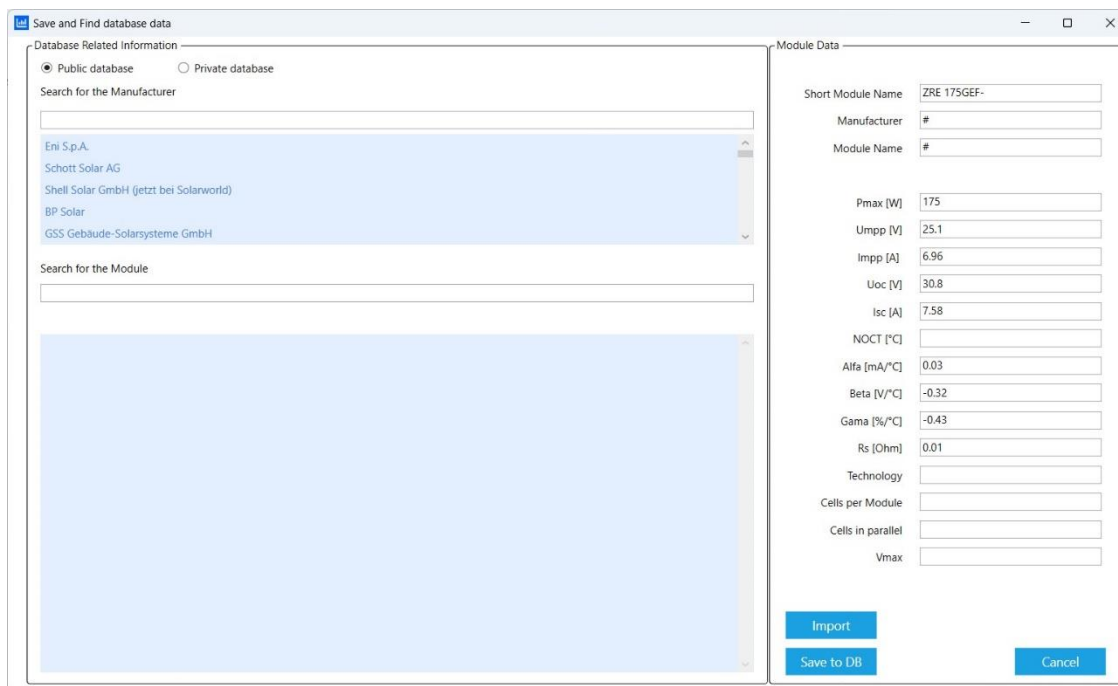 Save and Find database data
Database Related Information
Public database Private database
Search for the Manufacturer
Eni S.p.A.
Schott Solar AG
Shell Solar GmbH (jetzt bei Solarworld)
BP Solar
GSS Gebäude-Solarsysteme GmbH
Search for the Module
Module Data
Short Module Name ZRE 175GEF-
Manufacturer #
Module Name #
Pmax [W] 175
Umpp [V] 25.1
Impp [A] 6.96
Uoc [V] 30.8
Isc [A] 7.58
NOCT [°C]
Alfa [mA/°C] 0.03
Beta [V/°C] -0.32
Gama [%/°C] -0.43
Rs [Ohm] 0.01
Technology
Cells per Module
Cells in parallel
Vmax
Import
Save to DB Cancel